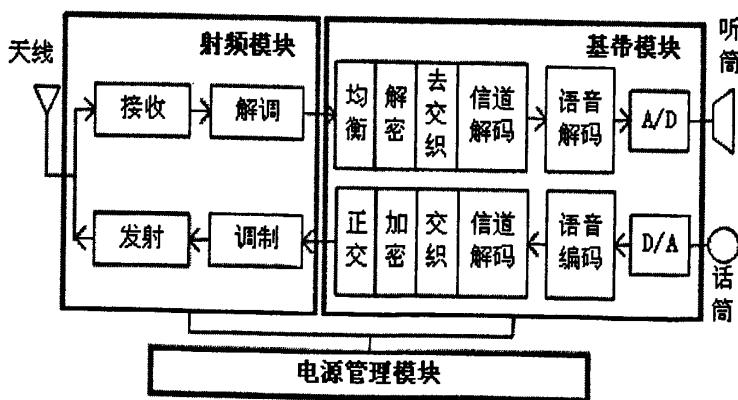 射频模块
基带模块
天线
听筒
接收
解调
均衡
解密
去交织
信道解码
语音解码
A/D
发射
调制
正交
加密
交织
信道解码
语音编码
D/A
话筒
电源管理模块